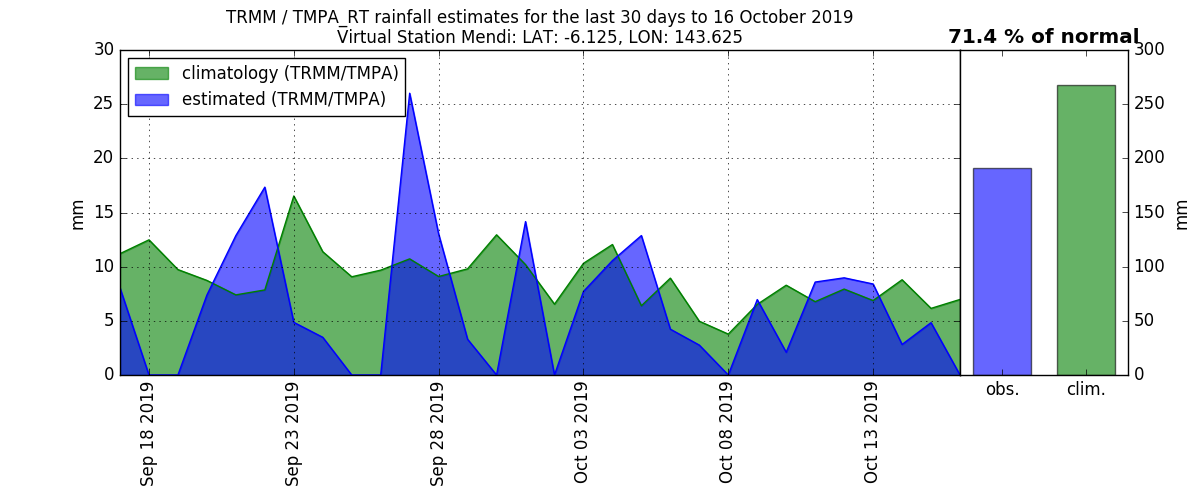 TRMM / TMPA_RT rainfall estimates for the last 30 days to 16 October 2019
Virtual Station Mendi: LAT: -6.125, LON: 143.625
71.4 % of normal
climatology (TRMM/TMPA)
estimated (TRMM/TMPA)
mm
30
25
20
15
10
5
0
Sep 18 2019
Sep 23 2019
Sep 28 2019
Oct 03 2019
Oct 08 2019
Oct 13 2019
300
250
200
150
100
50
0
mm
obs.
clim.